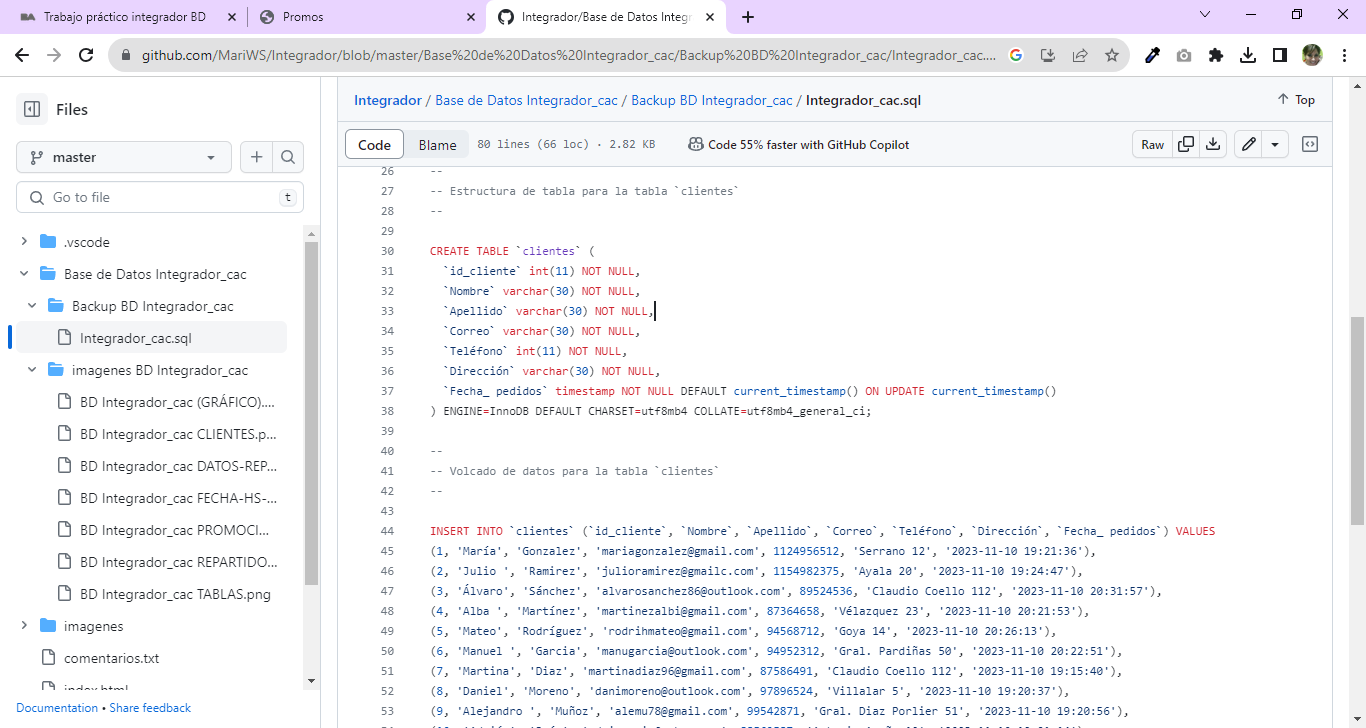 Trabajo práctico integrador BD
Promos
Integrador/Base de Datos Integr
github.com/MariWS/Integrador/blob/master/Base%20de%20Datos%20Integrador_cac/Backup%20BD%20Integrador_cac/Integrador_cac....
Files
master
Go to file
t
.vscode
Base de Datos Integrador_cac
Backup BD Integrador_cac
Integrador_cac.sql
imagenes BD Integrador_cac
BD Integrador_cac (GRÁFICO)....
BD Integrador_cac CLIENTES.p...
BD Integrador_cac DATOS-REP...
BD Integrador_cac FECHA-HS-...
BD Integrador_cac PROMOCI...
BD Integrador_cac REPARTIDO...
BD Integrador_cac TABLAS.png
imagenes
comentarios.txt
index.html
Documentation • Share feedback
Integrador / Base de Datos Integrador_cac / Backup BD Integrador_cac / Integrador_cac.sql
Top
Code Blame 80 lines (66 loc) · 2.82 KB Code 55% faster with GitHub Copilot Raw
26 --
27 -- Estructura de tabla para la tabla `clientes`
28 --
29
30 CREATE TABLE `clientes` (
31 `id_cliente` int(11) NOT NULL,
32 `Nombre` varchar(30) NOT NULL,
33 `Apellido` varchar(30) NOT NULL,
34 `Correo` varchar(30) NOT NULL,
35 `Teléfono` int(11) NOT NULL,
36 `Dirección` varchar(30) NOT NULL,
37 `Fecha_ pedidos` timestamp NOT NULL DEFAULT current_timestamp() ON UPDATE current_timestamp()
38 ) ENGINE=InnoDB DEFAULT CHARSET=utf8mb4 COLLATE=utf8mb4_general_ci;
39
40 --
41 -- Volcado de datos para la tabla `clientes`
42 --
43
44 INSERT INTO `clientes` (`id_cliente`, `Nombre`, `Apellido`, `Correo`, `Teléfono`, `Dirección`, `Fecha_ pedidos`) VALUES
45 (1, 'María', 'Gonzalez', 'mariagonzalez@gmail.com', 1124956512, 'Serrano 12', '2023-11-10 19:21:36'),
46 (2, 'Julio ', 'Ramirez', 'julioramirez@gmailc.com', 1154982375, 'Ayala 20', '2023-11-10 19:24:47'),
47 (3, 'Álvaro', 'Sánchez', 'alvarosanchez86@outlook.com', 89524536, 'Claudio Coello 112', '2023-11-10 20:31:57'),
48 (4, 'Alba ', 'Martínez', 'martinezalbi@gmail.com', 87364658, 'Vélazquez 23', '2023-11-10 20:21:53'),
49 (5, 'Mateo', 'Rodríguez', 'rodrihmateo@gmail.com', 94568712, 'Goya 14', '2023-11-10 20:26:13'),
50 (6, 'Manuel ', 'Garcia', 'manugarcia@outlook.com', 94952312, 'Gral. Pardiñas 50', '2023-11-10 20:22:51'),
51 (7, 'Martina', 'Diaz', 'martinadiaz96@gmail.com', 87586491, 'Claudio Coello 112', '2023-11-10 19:15:40'),
52 (8, 'Daniel', 'Moreno', 'danimoreno@outlook.com', 97896524, 'Villalar 5', '2023-11-10 19:20:37'),
53 (9, 'Alejandro ', 'Muñoz', 'alemu78@gmail.com', 99542871, 'Gral. Diaz Porlier 51', '2023-11-10 19:20:56'),